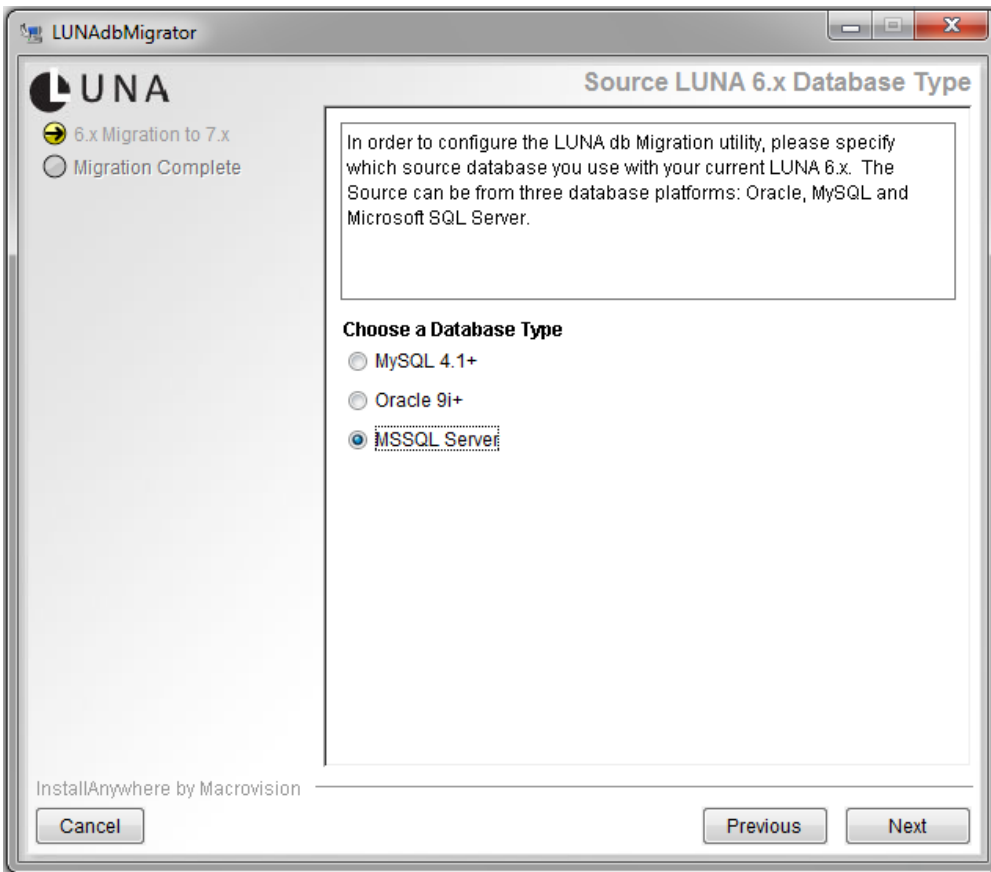 LUNAdbMigrator
LUNA
Source LUNA 6.x Database Type
6.x Migration to 7.x
Migration Complete
In order to configure the LUNA db Migration utility, please specify
which source database you use with your current LUNA 6.x. The
Source can be from three database platforms: Oracle, MySQL and
Microsoft SQL Server.
Choose a Database Type
MySQL 4.1+
Oracle 9i+
MSSQL Server
InstallAnywhere by Macrovision
Cancel
Previous
Next